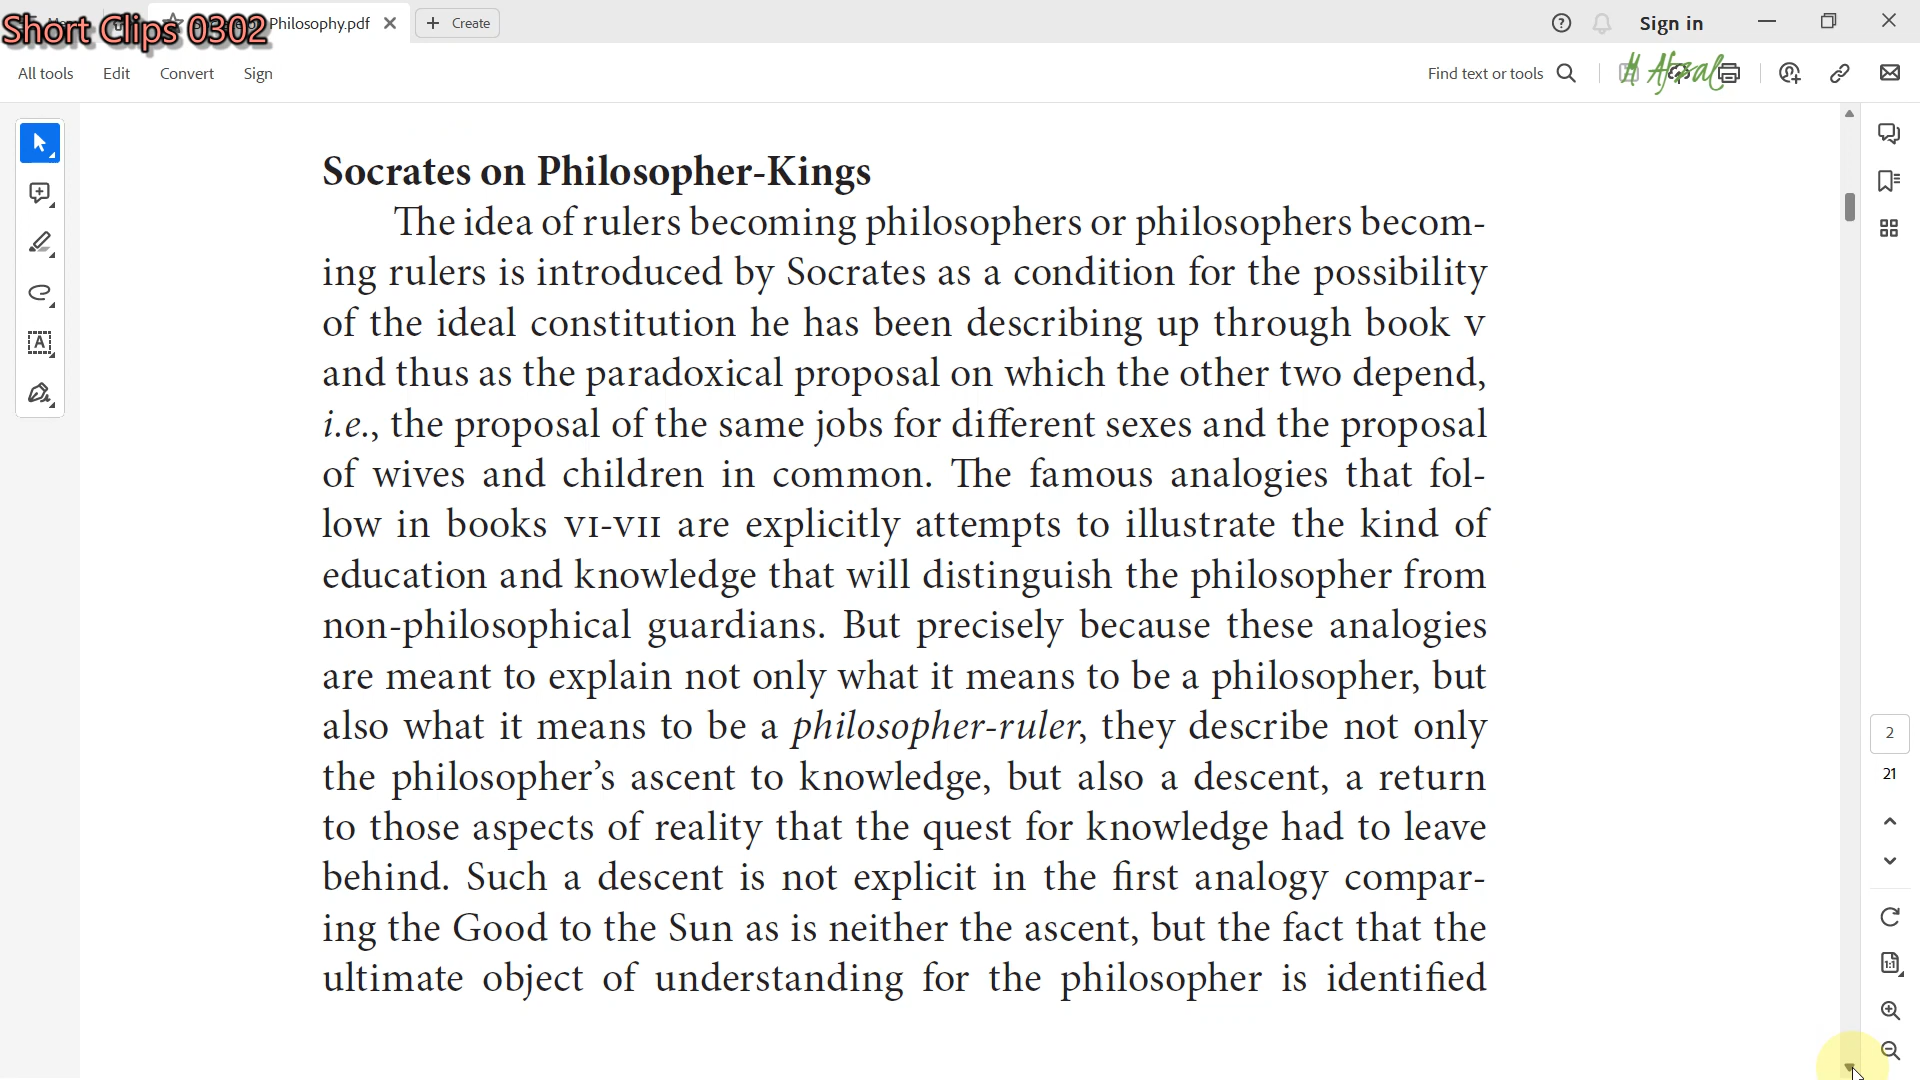 Short Clips 0302
Philosophy.pdf
Create
Sign in
All tools
Edit
Convert
Sign
Find text or tools
M Afzal
Socrates on Philosopher-Kings
The idea of rulers becoming philosophers or philosophers becom-
ing rulers is introduced by Socrates as a condition for the possibility
of the ideal constitution he has been describing up through book V
and thus as the paradoxical proposal on which the other two depend,
i.e., the proposal of the same jobs for different sexes and the proposal
of wives and children in common. The famous analogies that fol-
low in books VI-VII are explicitly attempts to illustrate the kind of
education and knowledge that will distinguish the philosopher from
non-philosophical guardians. But precisely because these analogies
are meant to explain not only what it means to be a philosopher, but
also what it means to be a philosopher-ruler, they describe not only
the philosopher’s ascent to knowledge, but also a descent, a return
to those aspects of reality that the quest for knowledge had to leave
behind. Such a descent is not explicit in the first analogy compar-
ing the Good to the Sun as is neither the ascent, but the fact that the
ultimate object of understanding for the philosopher is identified
2
21